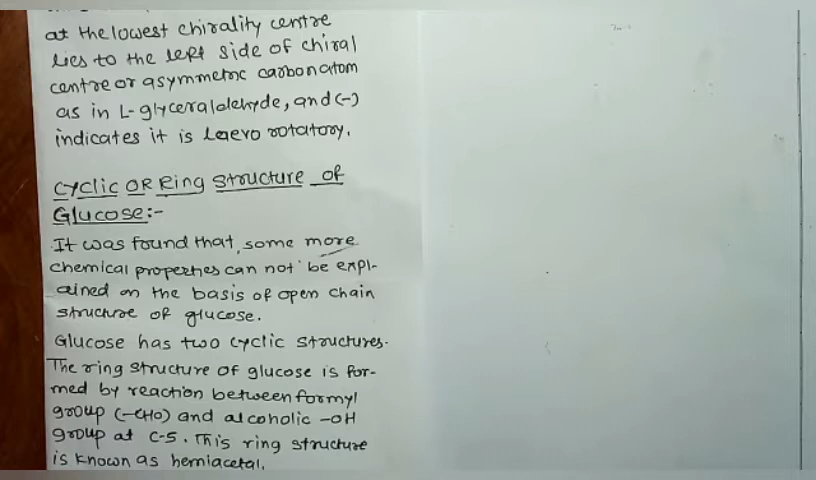 at the lowest chirality centre
lies to the left side of chiral
centre or asymmetric carbon atom
as in L-glyceraldehyde, and (-)
indicates it is Laevo rotatory.
Cyclic OR Ring Structure of
Glucose:-
It was found that, some more
chemical properties can not be expl-
ained on the basis of open chain
structure of glucose.
Glucose has two cyclic structures.
The ring structure of glucose is for-
med by reaction between formyl
group (-CHO) and alcoholic -OH
group at C-5. This ring structure
is known as hemiacetal.